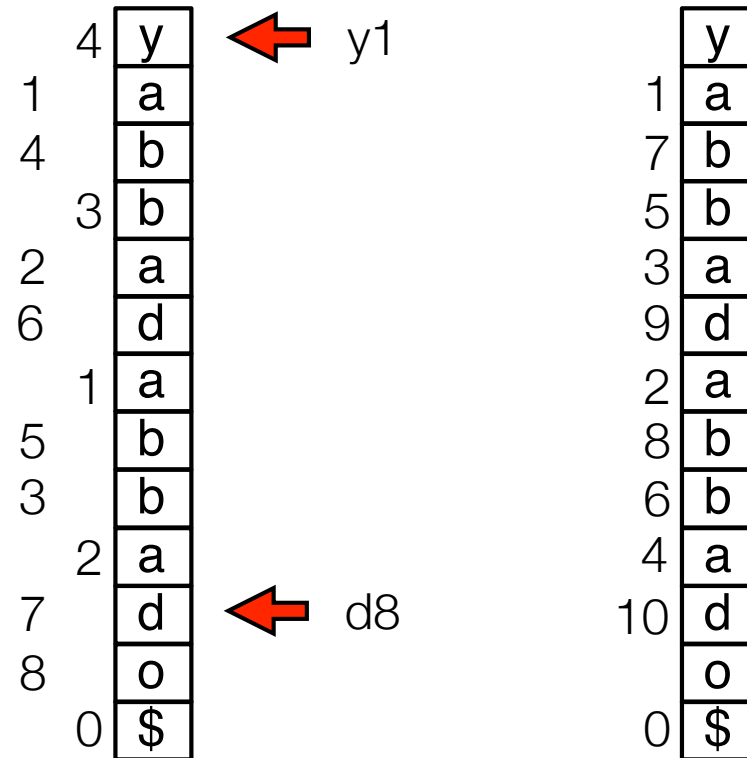 4 y y1 y
1 a 1 a
4 b 7 b
3 b 5 b
2 a 3 a
6 d 9 d
1 a 2 a
5 b 8 b
3 b 6 b
2 a 4 a
7 d d8 10 d
8 o o
0 $ 0 $